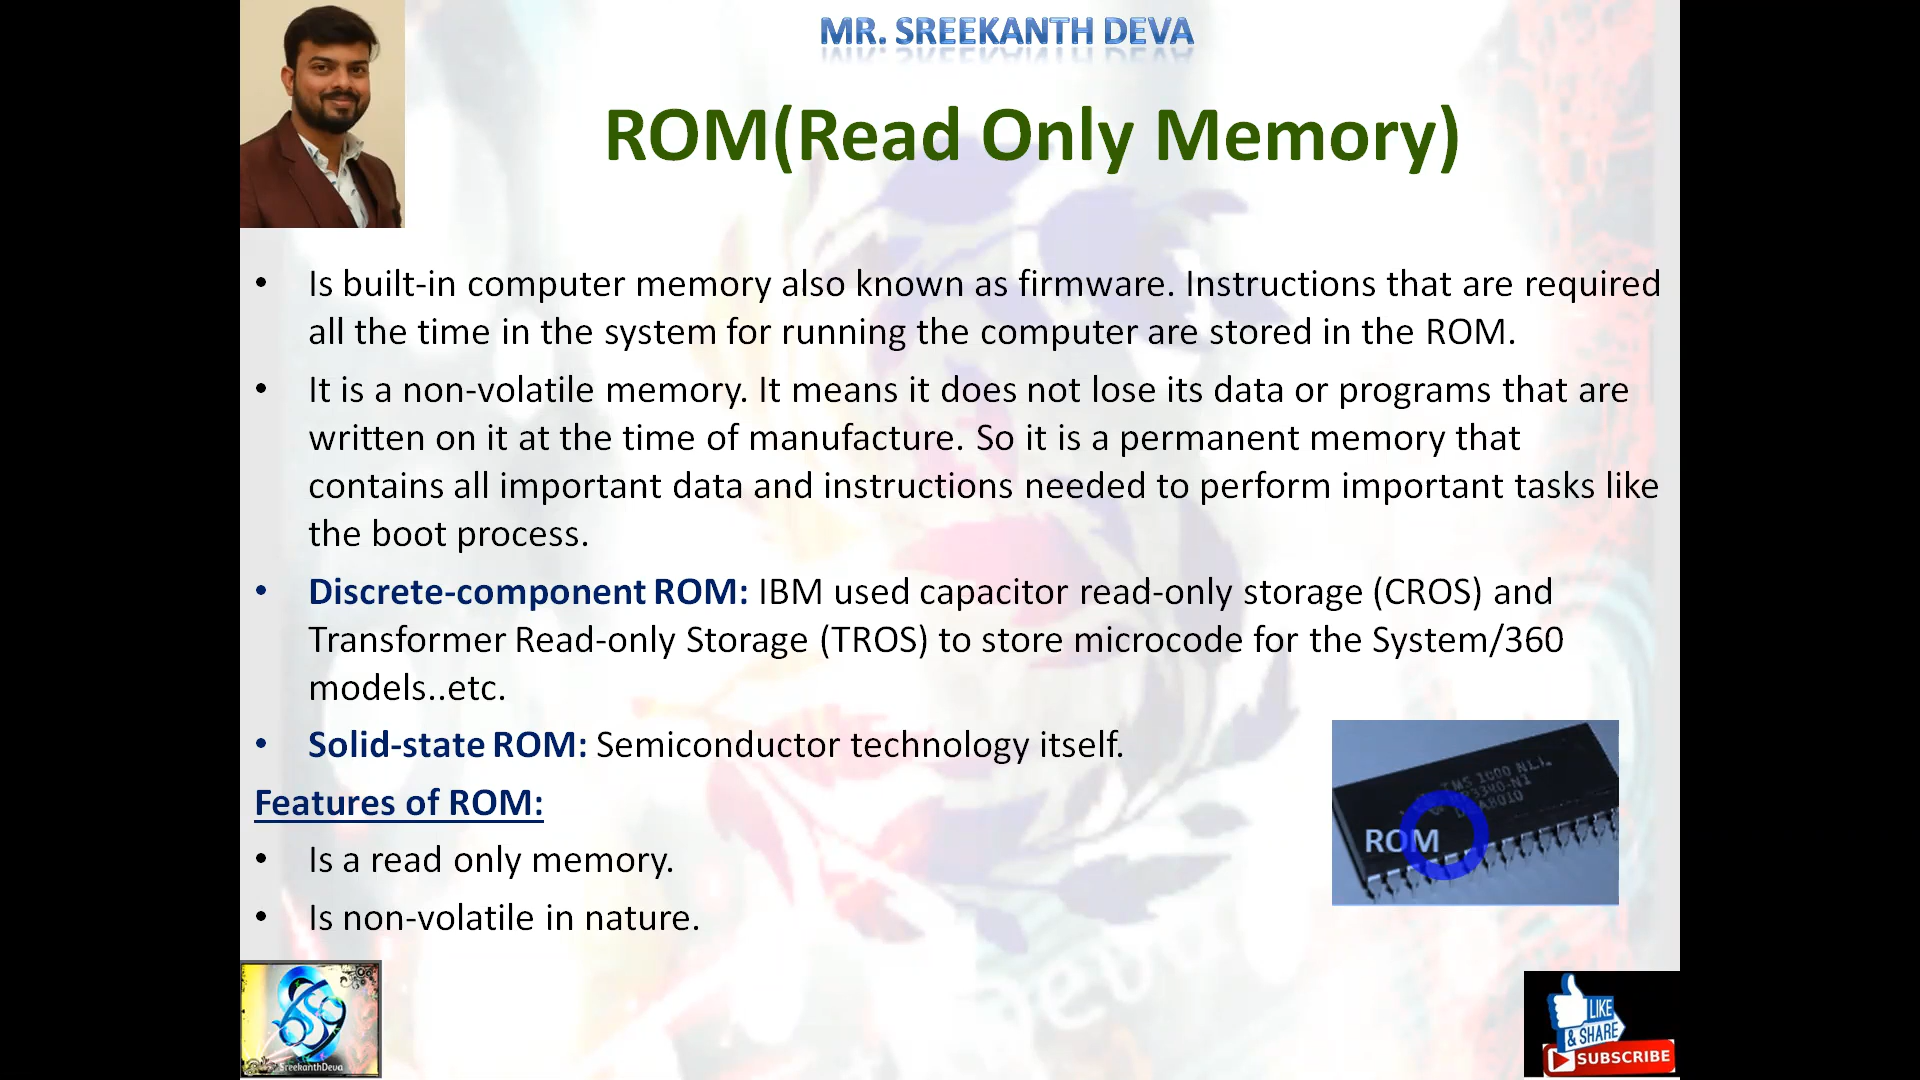 MR. SREEKANTH DEVA
ROM(Read Only Memory)
• Is built-in computer memory also known as firmware. Instructions that are required
all the time in the system for running the computer are stored in the ROM.
• It is a non-volatile memory. It means it does not lose its data or programs that are
written on it at the time of manufacture. So it is a permanent memory that
contains all important data and instructions needed to perform important tasks like
the boot process.
• Discrete-component ROM: IBM used capacitor read-only storage (CROS) and
Transformer Read-only Storage (TROS) to store microcode for the System/360
models..etc.
• Solid-state ROM: Semiconductor technology itself.
Features of ROM:
• Is a read only memory.
• Is non-volatile in nature.
TMS 1000
ROM
SreekanthDeva
Deva
LIKE
& SHARE
SUBSCRIBE